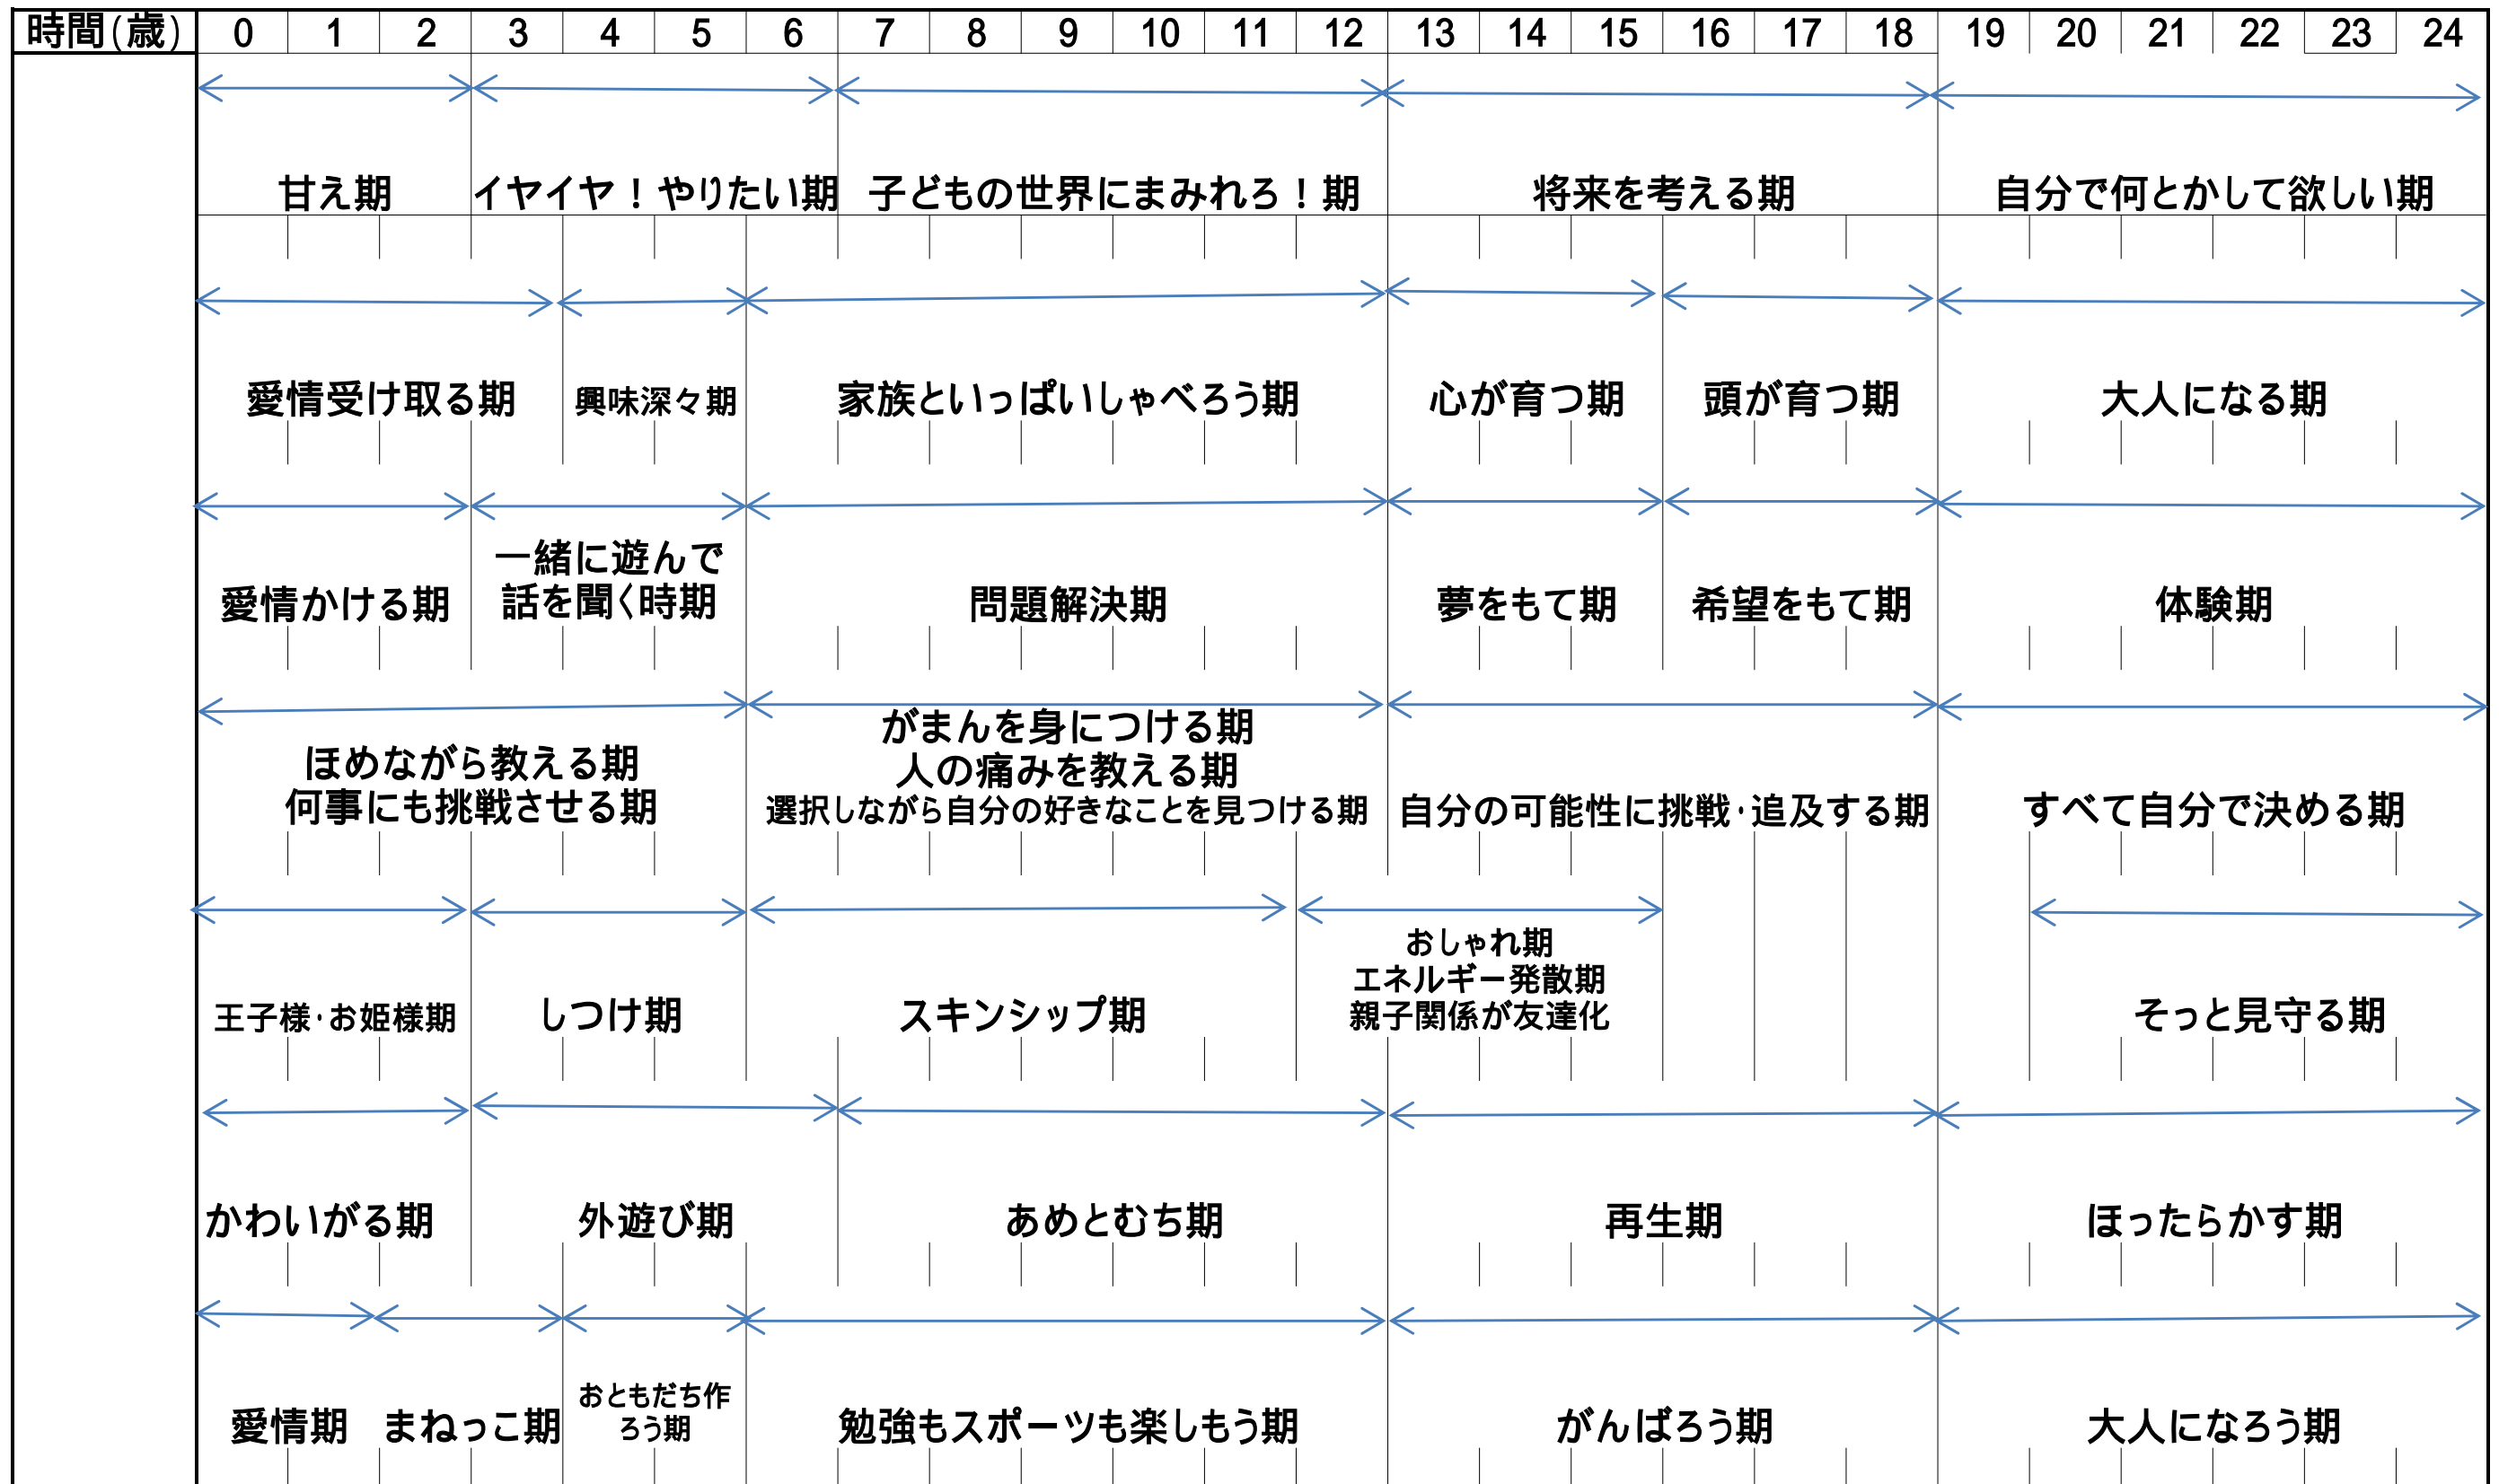 時間(歳) 0 1 2 3 4 5 6 7 8 9 10 11 12 13 14 15 16 17 18 19 20 21 22 23 24
甘え期 イヤイヤ！やりたい期 子どもの世界にまみれろ！期 将来を考える期 自分で何とかして欲しい期
愛情受け取る期 興味深々期 家族といっぱいしゃべろう期 心が育つ期 頭が育つ期 大人になる期
一緒に遊んで
愛情かける期 話を聞く時期 問題解決期 夢をもて期 希望をもて期 体験期
がまんを身につける期
ほめながら教える期 人の痛みを教える期
何事にも挑戦させる期 選択しながら自分の好きなことを見つける期 自分の可能性に挑戦・追及する期 すべて自分で決める期
おしゃれ期
エネルギー発散期
王子様・お姫様期 しつけ期 スキンシップ期 親子関係が友達化 そっと見守る期
かわいがる期 外遊び期 あめとむち期 再生期 ほったらかす期
おともだち作
愛情期 まねっこ期 ろう期 勉強もスポーツも楽しもう期 がんばろう期 大人になろう期